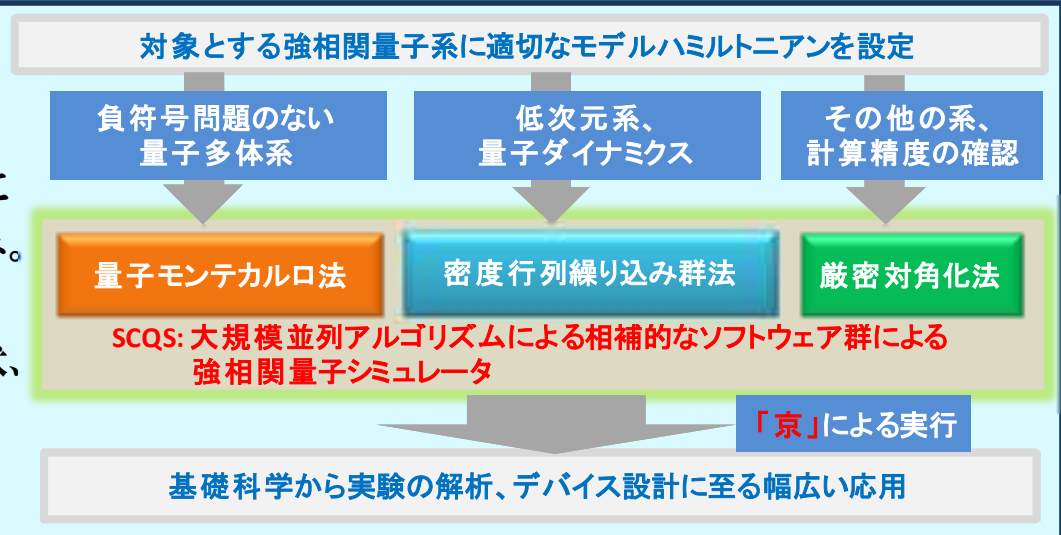 対象とする強相関量子系に適切なモデルハミルトニアンを設定
負符号問題のない
量子多体系
低次元系、
量子ダイナミクス
その他の系、
計算精度の確認
量子モンテカルロ法
密度行列繰り込み群法
厳密対角化法
SCQS: 大規模並列アルゴリズムによる相補的なソフトウェア群による
強相関量子シミュレータ
「京」による実行
基礎科学から実験の解析、デバイス設計に至る幅広い応用